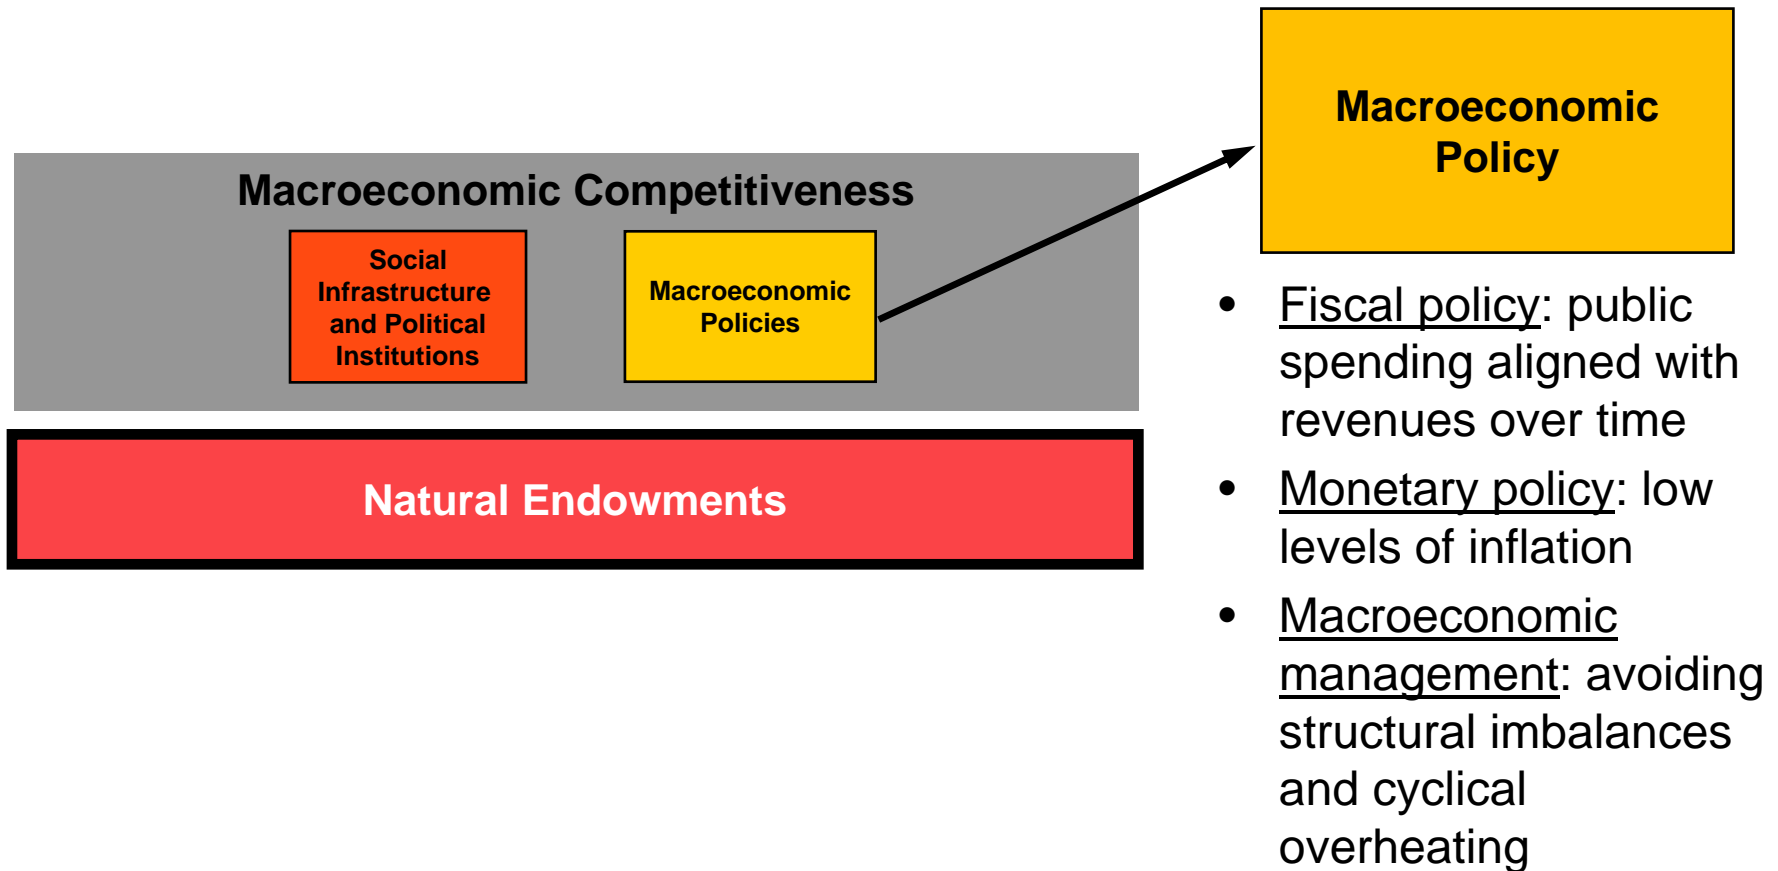 Macroeconomic Competitiveness
Social
Infrastructure
and Political
Institutions
Macroeconomic
Policies
Natural Endowments
Macroeconomic
Policy
• Fiscal policy: public
spending aligned with
revenues over time
• Monetary policy: low
levels of inflation
• Macroeconomic
management: avoiding
structural imbalances
and cyclical
overheating